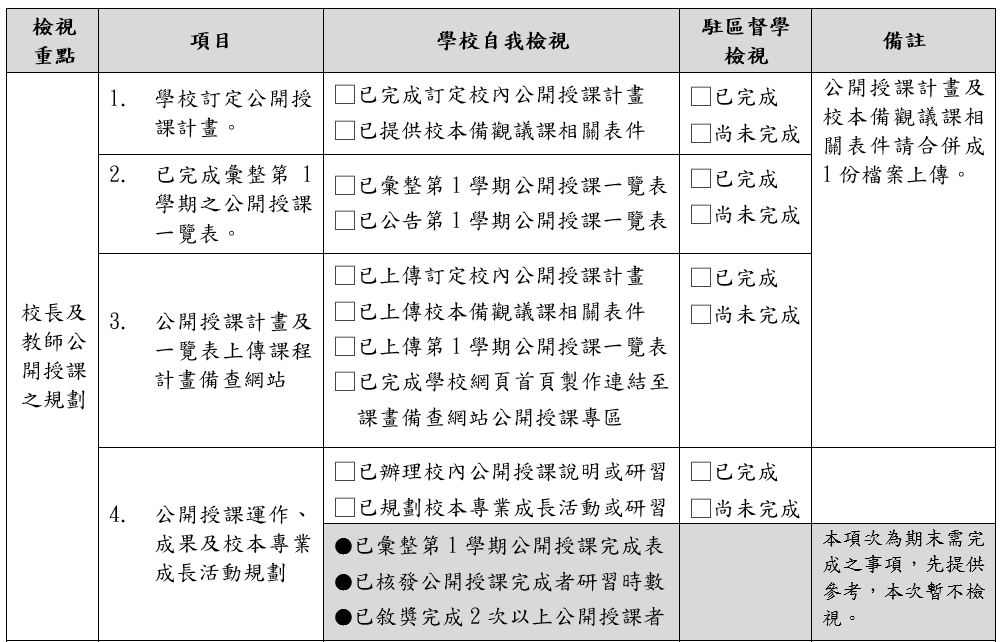 檢視
重點
項目
學校自我檢視
駐區督學
檢視
備註
校長及
教師公
開授課
之規劃
1. 學校訂定公開授
課計畫。
□已完成訂定校內公開授課計畫
□已提供校本備觀議課相關表件
□已完成
□尚未完成
公開授課計畫及
校本備觀議課相
關表件請合併成
1份檔案上傳。
2. 已完成彙整第 1
學期之公開授課
一覽表。
□已彙整第 1 學期公開授課一覽表
□已公告第 1 學期公開授課一覽表
□已完成
□尚未完成
3. 公開授課計畫及
一覽表上傳課程
計畫備查網站
□已上傳訂定校內公開授課計畫
□已上傳校本備觀議課相關表件
□已上傳第 1 學期公開授課一覽表
□已完成學校網頁首頁製作連結至
課畫備查網站公開授課專區
□已完成
□尚未完成
4. 公開授課運作、
成果及校本專業
成長活動規劃
□已辦理校內公開授課說明或研習
□已規劃校本專業成長活動或研習
□已完成
□尚未完成
●已彙整第 1 學期公開授課完成表
●已核發公開授課完成者研習時數
●已敘獎完成 2 次以上公開授課者
本項次為期末需完
成之事項，先提供
參考，本次暫不檢
視。